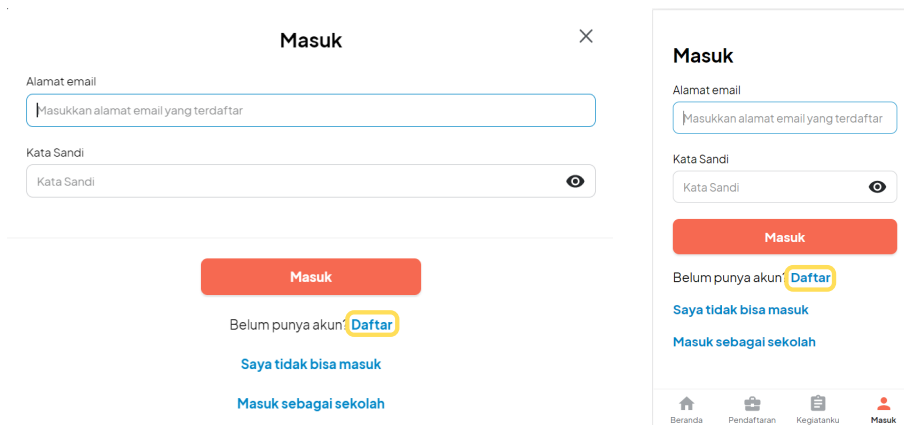 Masuk
Alamat email
Masukkan alamat email yang terdaftar
Kata Sandi
Kata Sandi
Masuk
Belum punya akun? Daftar
Saya tidak bisa masuk
Masuk sebagai sekolah
Masuk
Alamat email
Masukkan alamat email yang terdaftar
Kata Sandi
Kata Sandi
Masuk
Belum punya akun? Daftar
Saya tidak bisa masuk
Masuk sebagai sekolah
Beranda Pendaftaran Kegiatanku Masuk